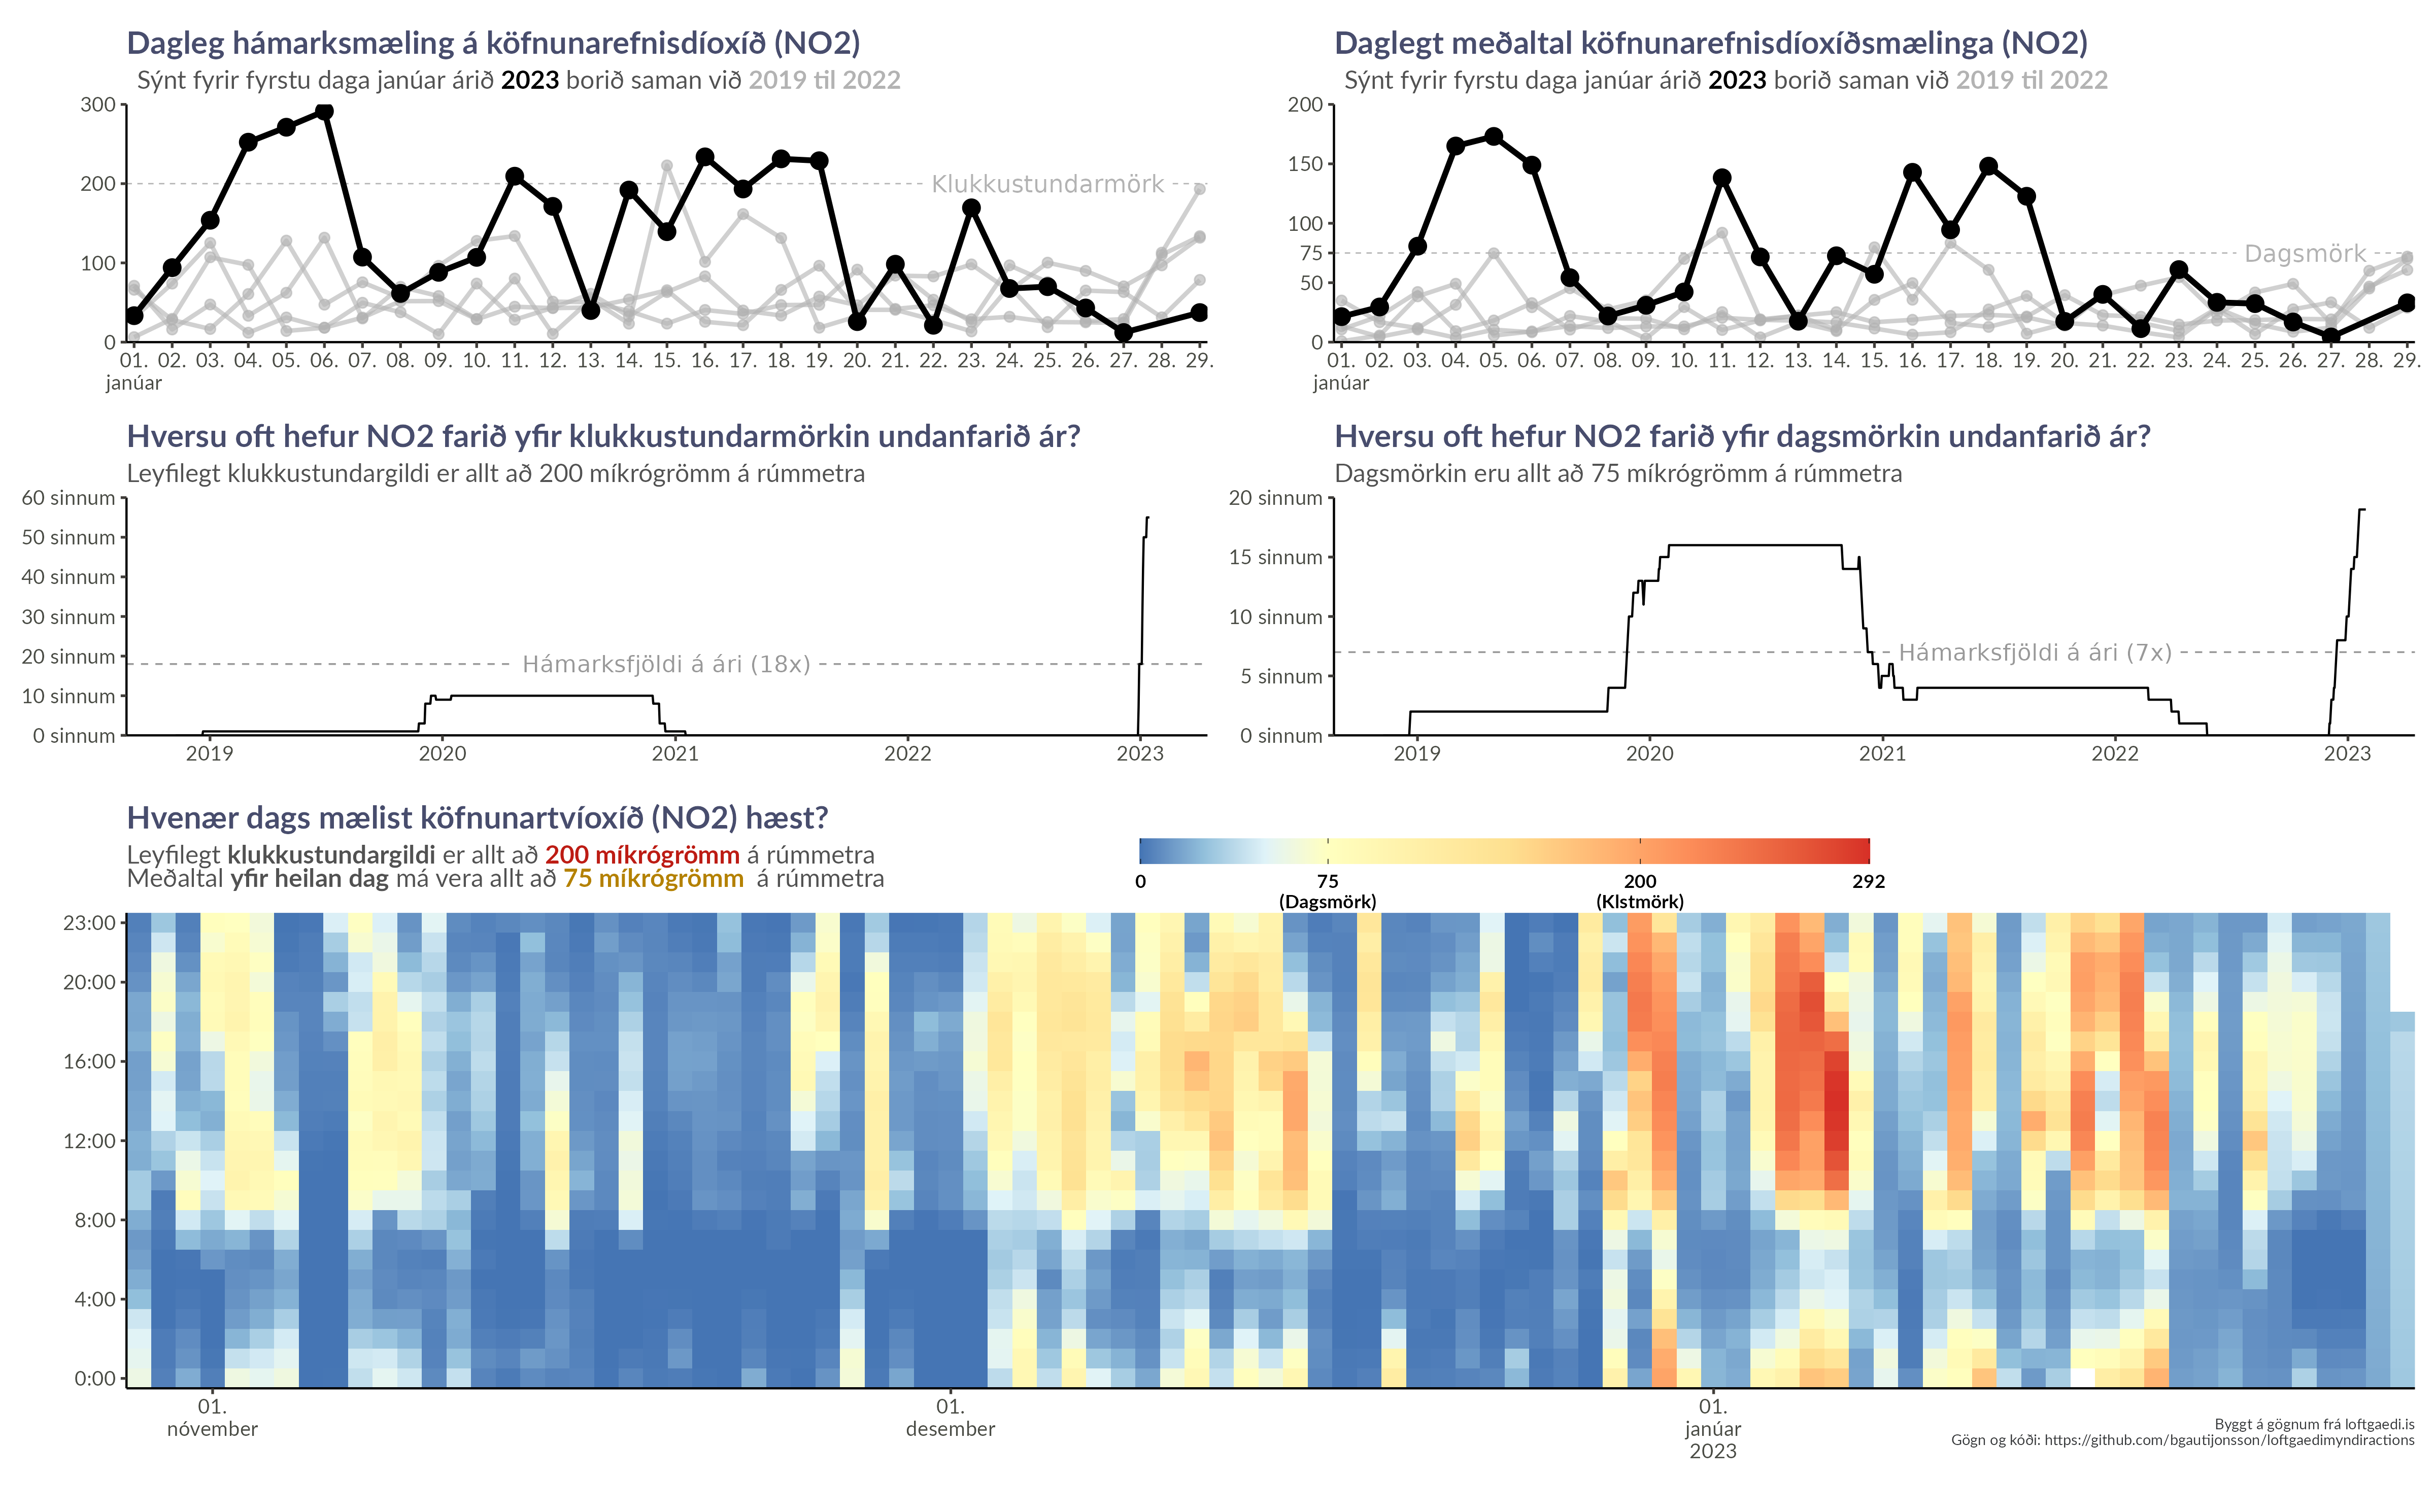 Dagleg hámarksmæling á köfnunarefnisdíoxíð (NO2)
Sýnt fyrir fyrstu daga janúar árið 2023 borið saman við 2019 til 2022
300
200
100
0
Klukkustundarmörk
01. 02. 03. 04. 05. 06. 07. 08. 09. 10. 11. 12. 13. 14. 15. 16. 17. 18. 19. 20. 21. 22. 23. 24. 25. 26. 27. 28. 29.
janúar
Daglegt meðaltal köfnunarefnisdíoxíðsmælinga (NO2)
Sýnt fyrir fyrstu daga janúar árið 2023 borið saman við 2019 til 2022
200
150
100
75
50
0
Dagsmörk
01. 02. 03. 04. 05. 06. 07. 08. 09. 10. 11. 12. 13. 14. 15. 16. 17. 18. 19. 20. 21. 22. 23. 24. 25. 26. 27. 28. 29.
janúar
Hversu oft hefur NO2 farið yfir klukkustundarmörkin undanfarið ár?
Leyfilegt klukkustundargildi er allt að 200 míkrógrömm á rúmmetra
60 sinnum
50 sinnum
40 sinnum
30 sinnum
20 sinnum
10 sinnum
0 sinnum
Hámarksfjöldi á ári (18x)
2019 2020 2021 2022 2023
Hversu oft hefur NO2 farið yfir dagsmörkin undanfarið ár?
Dagsmörkin eru allt að 75 míkrógrömm á rúmmetra
20 sinnum
15 sinnum
10 sinnum
5 sinnum
0 sinnum
Hámarksfjöldi á ári (7x)
2019 2020 2021 2022 2023
Hvenær dags mælist köfnunartvíoxíð (NO2) hæst?
Leyfilegt klukkustundargildi er allt að 200 míkrógrömm á rúmmetra
Meðaltal yfir heilan dag má vera allt að 75 míkrógrömm á rúmmetra
0 75 200 292
(Dagsmörk) (Klstmörk)
23:00
20:00
16:00
12:00
8:00
4:00
0:00
01. 01. 01.
nóvember desember janúar
2023
Byggt á gögnum frá loftgaedi.is
Gögn og kóði: https://github.com/bgautijonsson/loftgaedimyndiractions